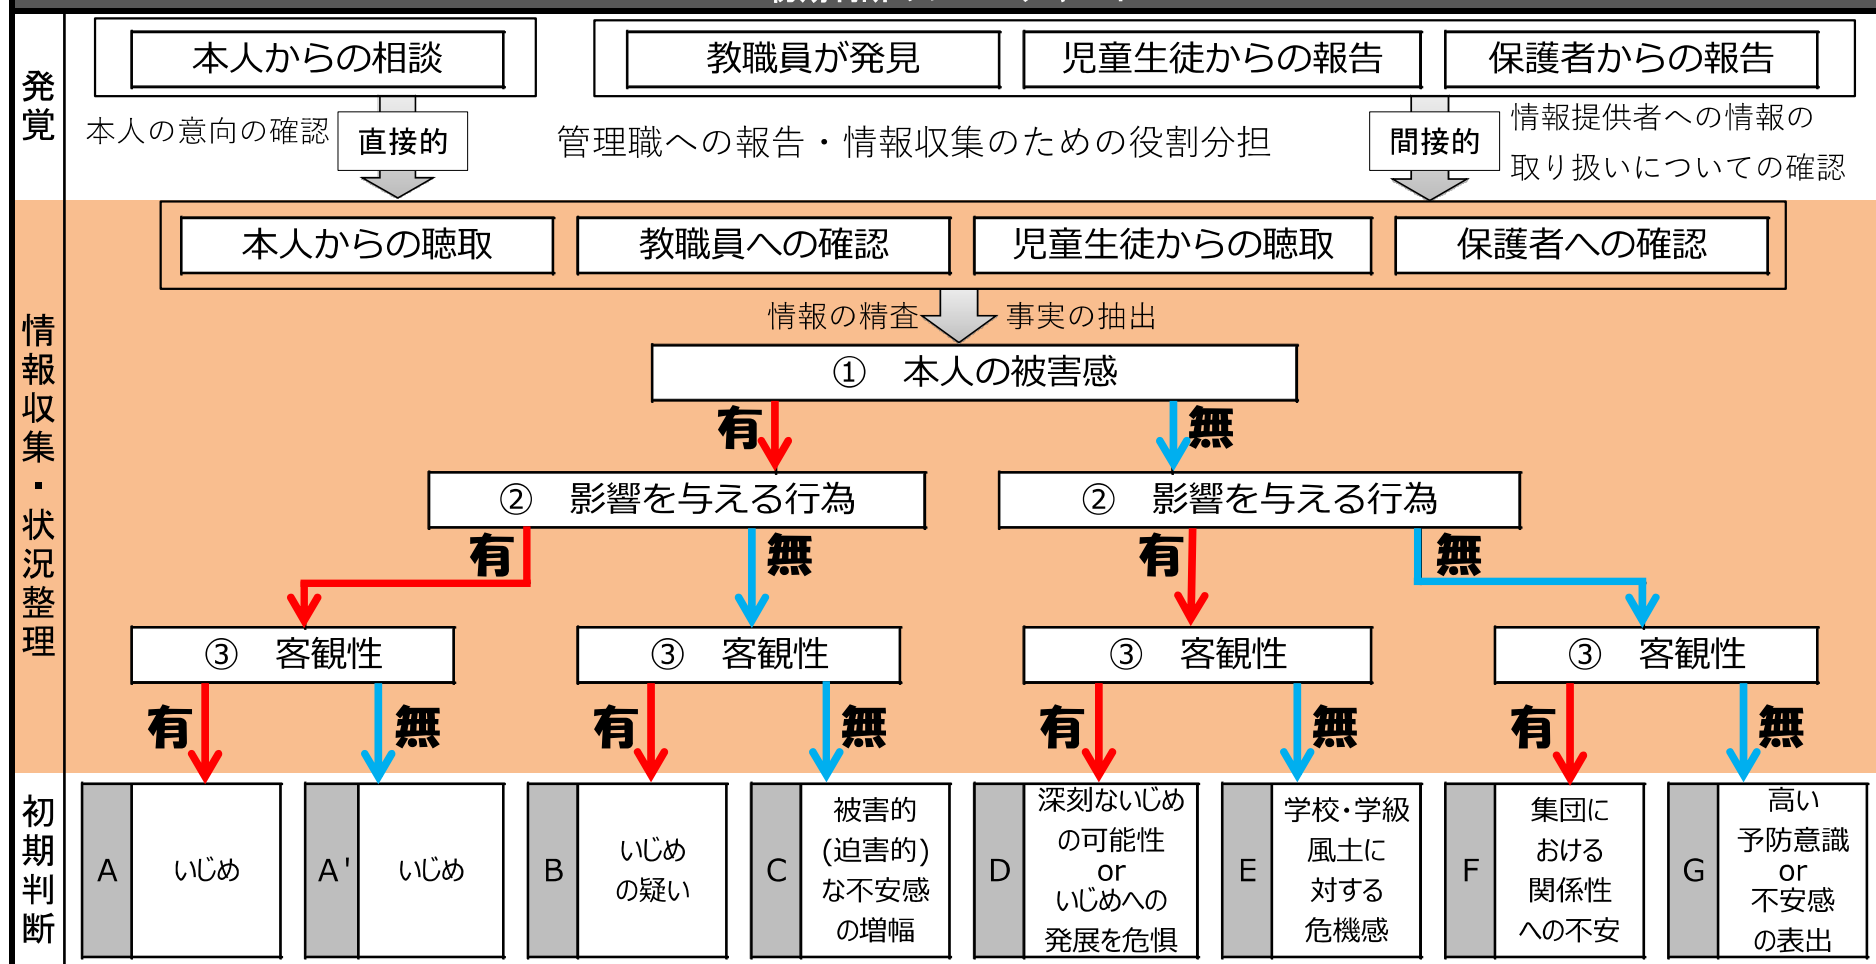 発覚
本人からの相談
教職員が発見
児童生徒からの報告
保護者からの報告
本人の意向の確認
直接的
管理職への報告・情報収集のための役割分担
間接的
情報提供者への情報の
取り扱いについての確認
情報収集・状況整理
本人からの聴取
教職員への確認
児童生徒からの聴取
保護者への確認
情報の精査
事実の抽出
① 本人の被害感
有
無
② 影響を与える行為
② 影響を与える行為
有
無
有
無
③ 客観性
③ 客観性
③ 客観性
③ 客観性
有
無
有
無
有
無
有
無
初期判断
A
いじめ
A'
いじめ
B
いじめ
の疑い
C
被害的
(迫害的)
な不安感
の増幅
D
深刻ないじめ
の可能性
or
いじめへの
発展を危惧
E
学校・学級
風土に
対する
危機感
F
集団に
おける
関係性
への不安
G
高い
予防意識
or
不安感
の表出